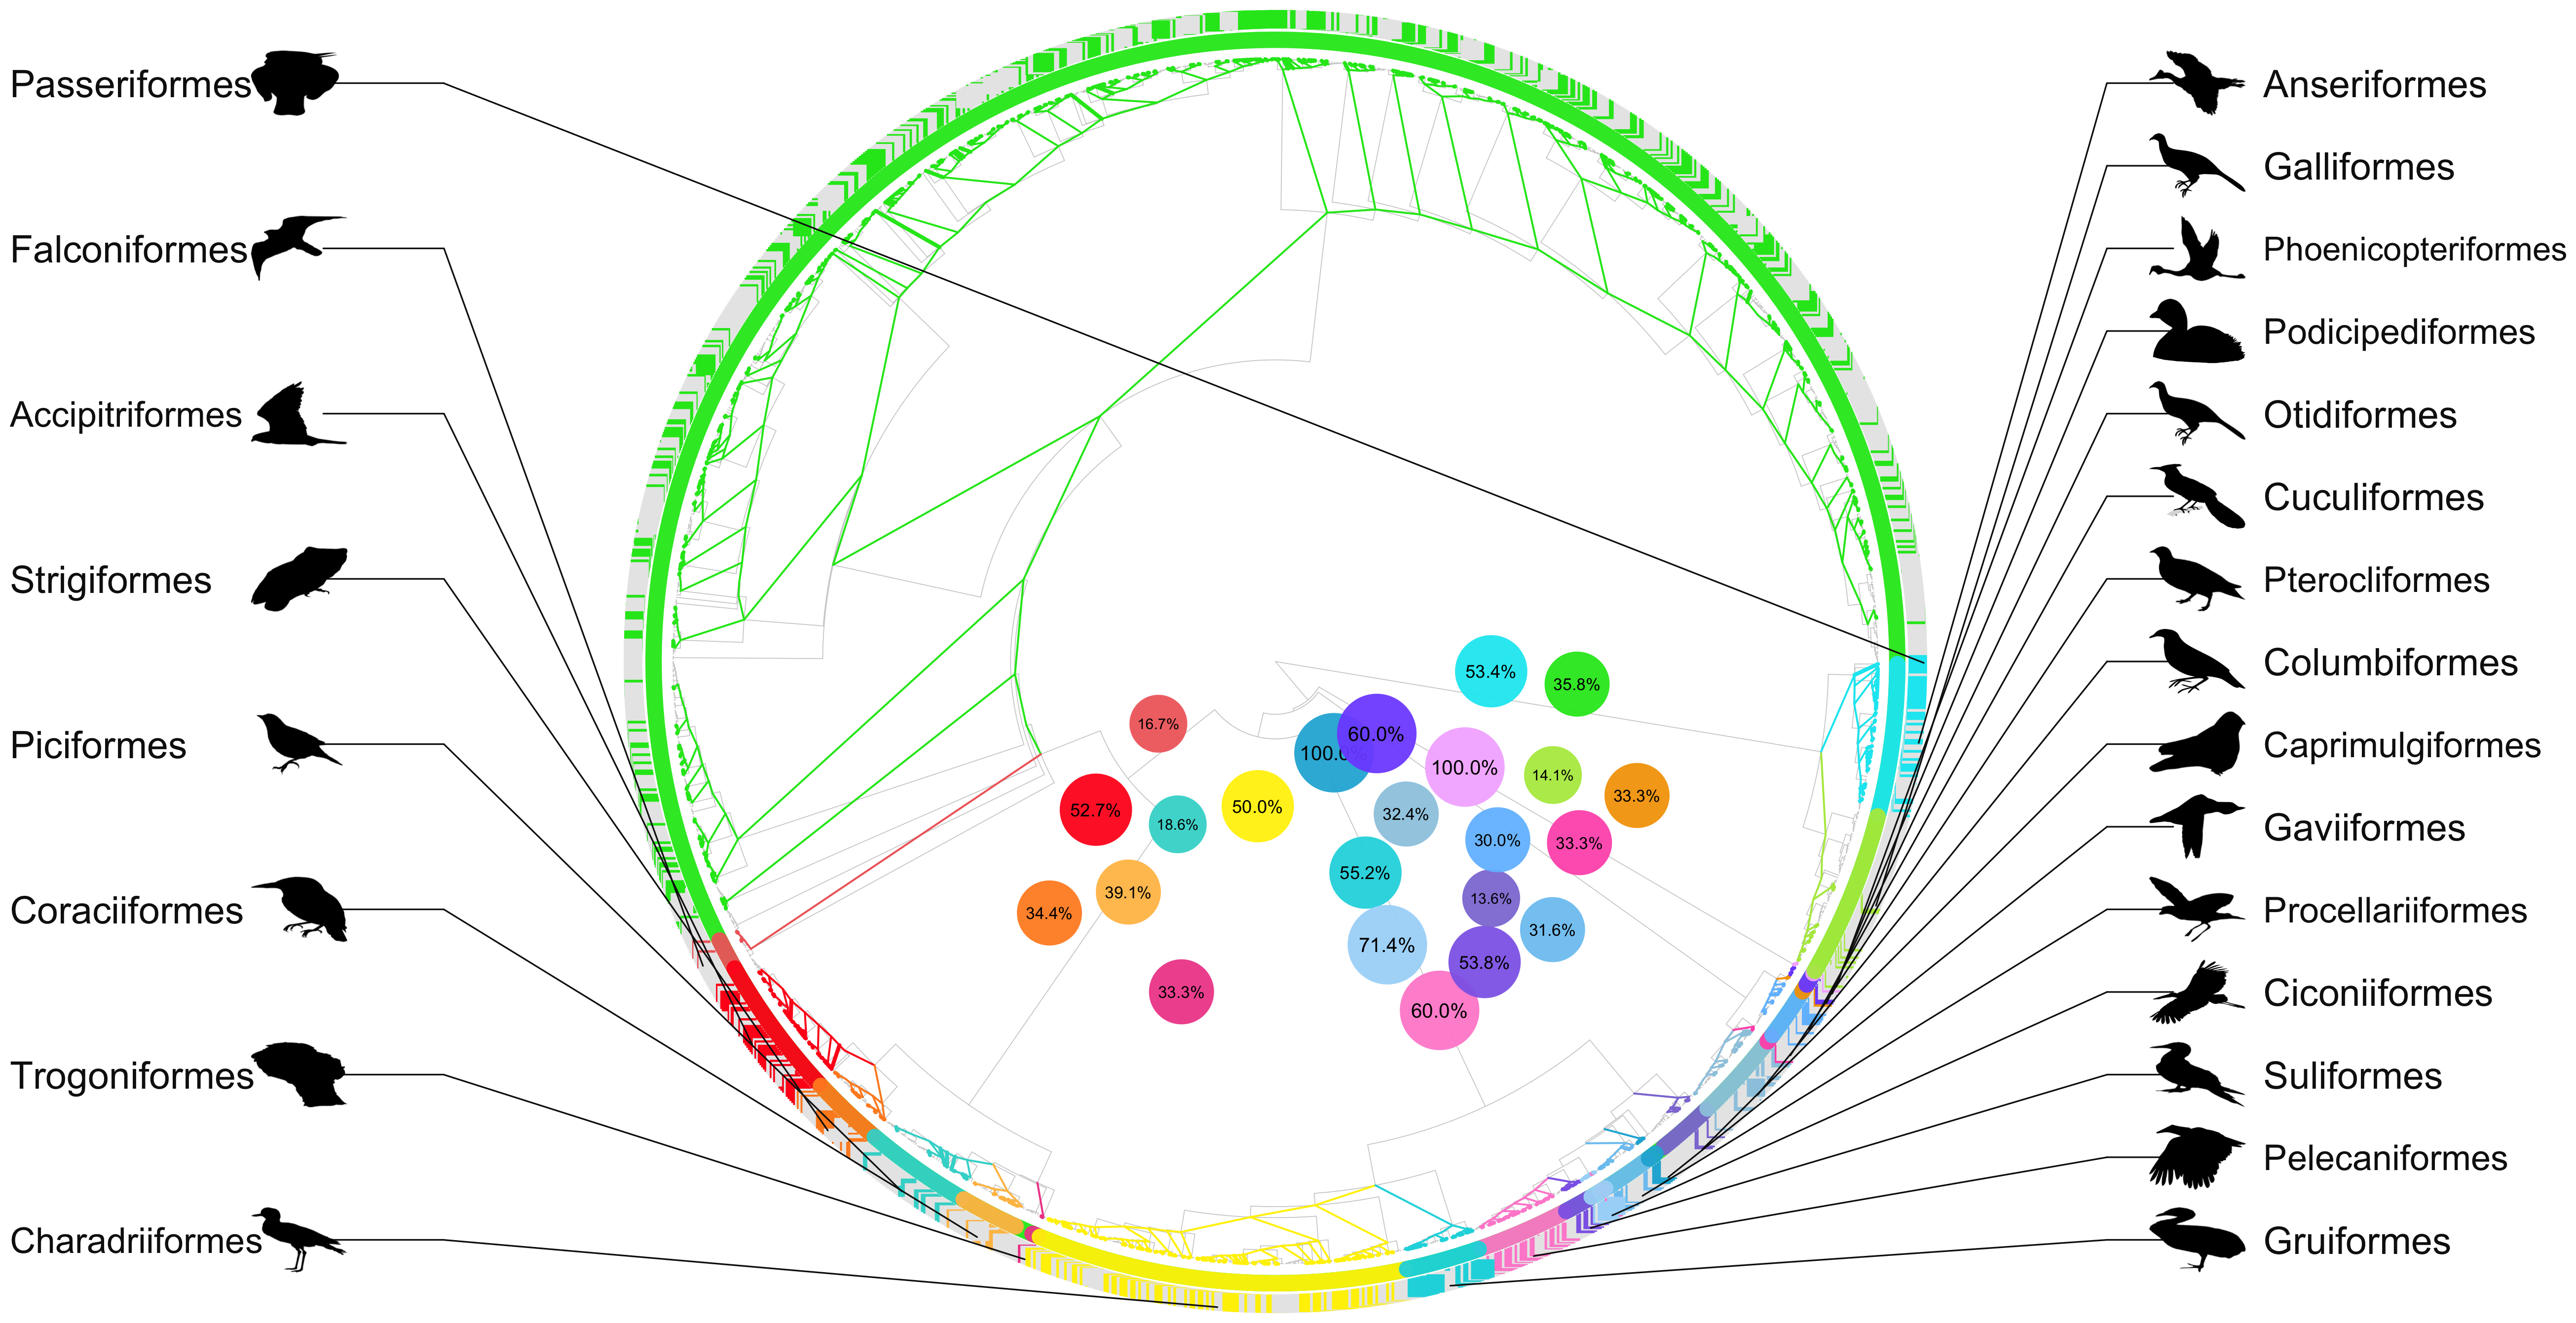 Passeriformes
Falconiformes
Accipitriformes
Strigiformes
Piciformes
Coraciiformes
Trogoniformes
Charadriiformes
53.4%
35.8%
16.7%
60.0%
100.0%
100.0%
14.1%
33.3%
52.7%
18.6%
50.0%
32.4%
30.0%
33.3%
55.2%
39.1%
34.4%
13.6%
31.6%
71.4%
53.8%
33.3%
60.0%
Anseriformes
Galliformes
Phoenicopteriformes
Podicipediformes
Otidiformes
Cuculiformes
Pterocliformes
Columbiformes
Caprimulgiformes
Gaviiformes
Procellariiformes
Ciconiiformes
Suliformes
Pelecaniformes
Gruiformes